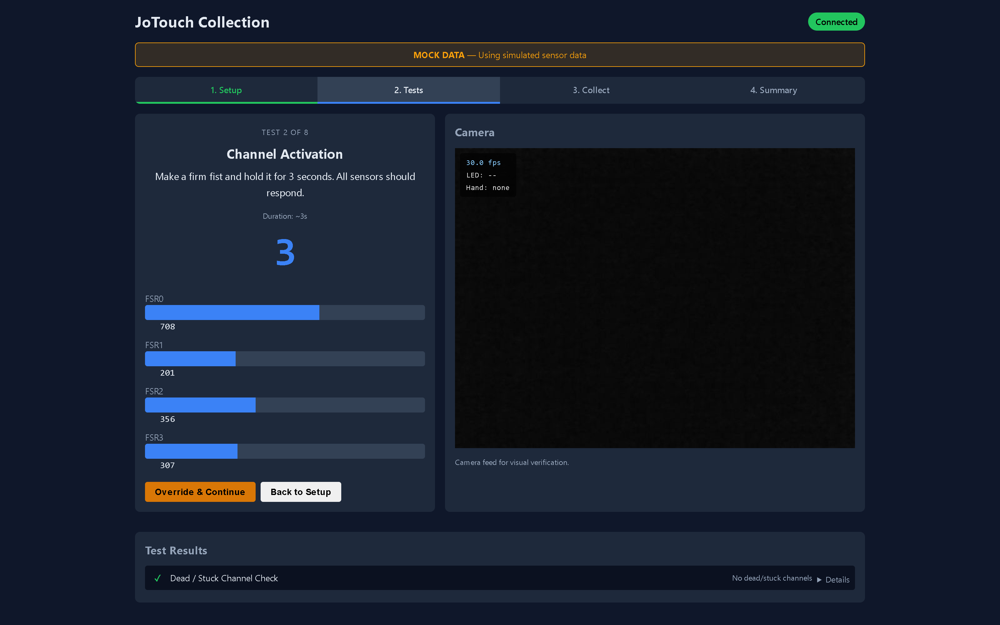 JoTouch Collection
Connected
MOCK DATA — Using simulated sensor data
1. Setup
2. Tests
3. Collect
4. Summary
TEST 2 OF 8
Channel Activation
Make a firm fist and hold it for 3 seconds. All sensors should
respond.
Duration: ~3s
3
FSR0
708
FSR1
201
FSR2
356
FSR3
307
Override & Continue
Back to Setup
Camera
30.0 fps
LED: --
Hand: none
Camera feed for visual verification.
Test Results
✓ Dead / Stuck Channel Check
No dead/stuck channels ▶ Details